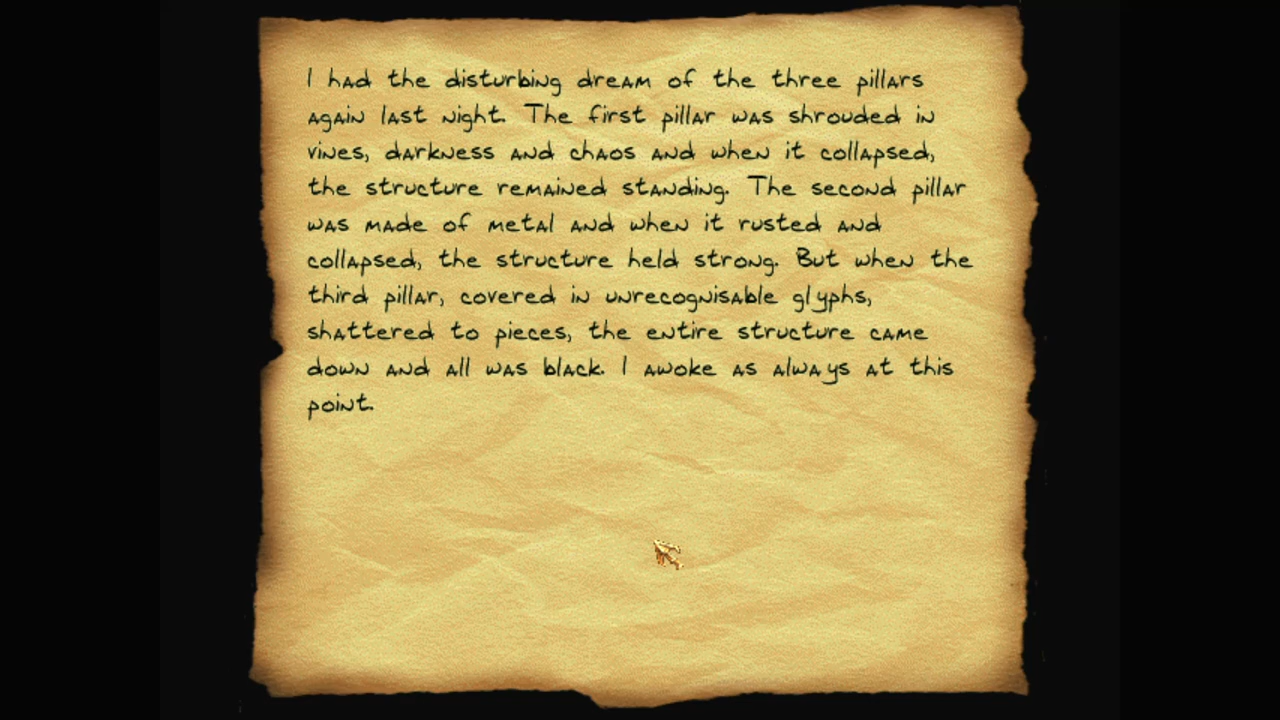 I had the disturbing dream of the three pillars
again last night. The first pillar was shrouded in
vines, darkness and chaos and when it collapsed,
the structure remained standing. The second pillar
was made of metal and when it rusted and
collapsed, the structure held strong. But when the
third pillar, covered in unrecognisable glyphs,
shattered to pieces, the entire structure came
down and all was black. I awoke as always at this
point.